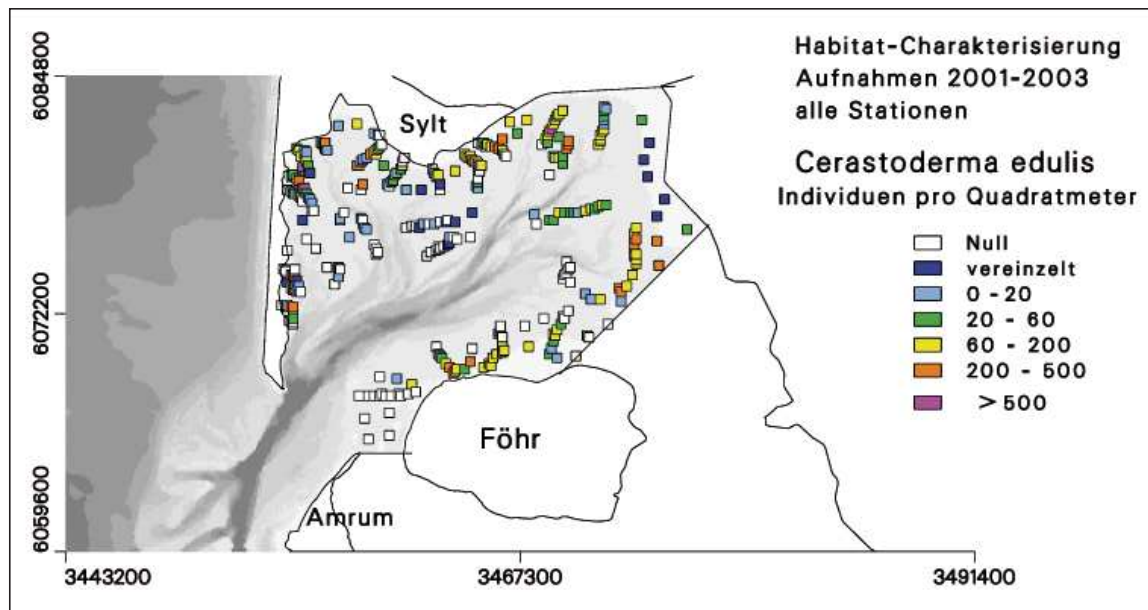 Habitat-Charakterisierung
Aufnahmen 2001-2003
alle Stationen
Cerastoderma edulis
Individuen pro Quadratmeter
Null
vereinzelt
0 - 20
20 - 60
60 - 200
200 - 500
> 500
Sylt
Föhr
Amrum
6084800
6072200
6059600
3443200
3467300
3491400